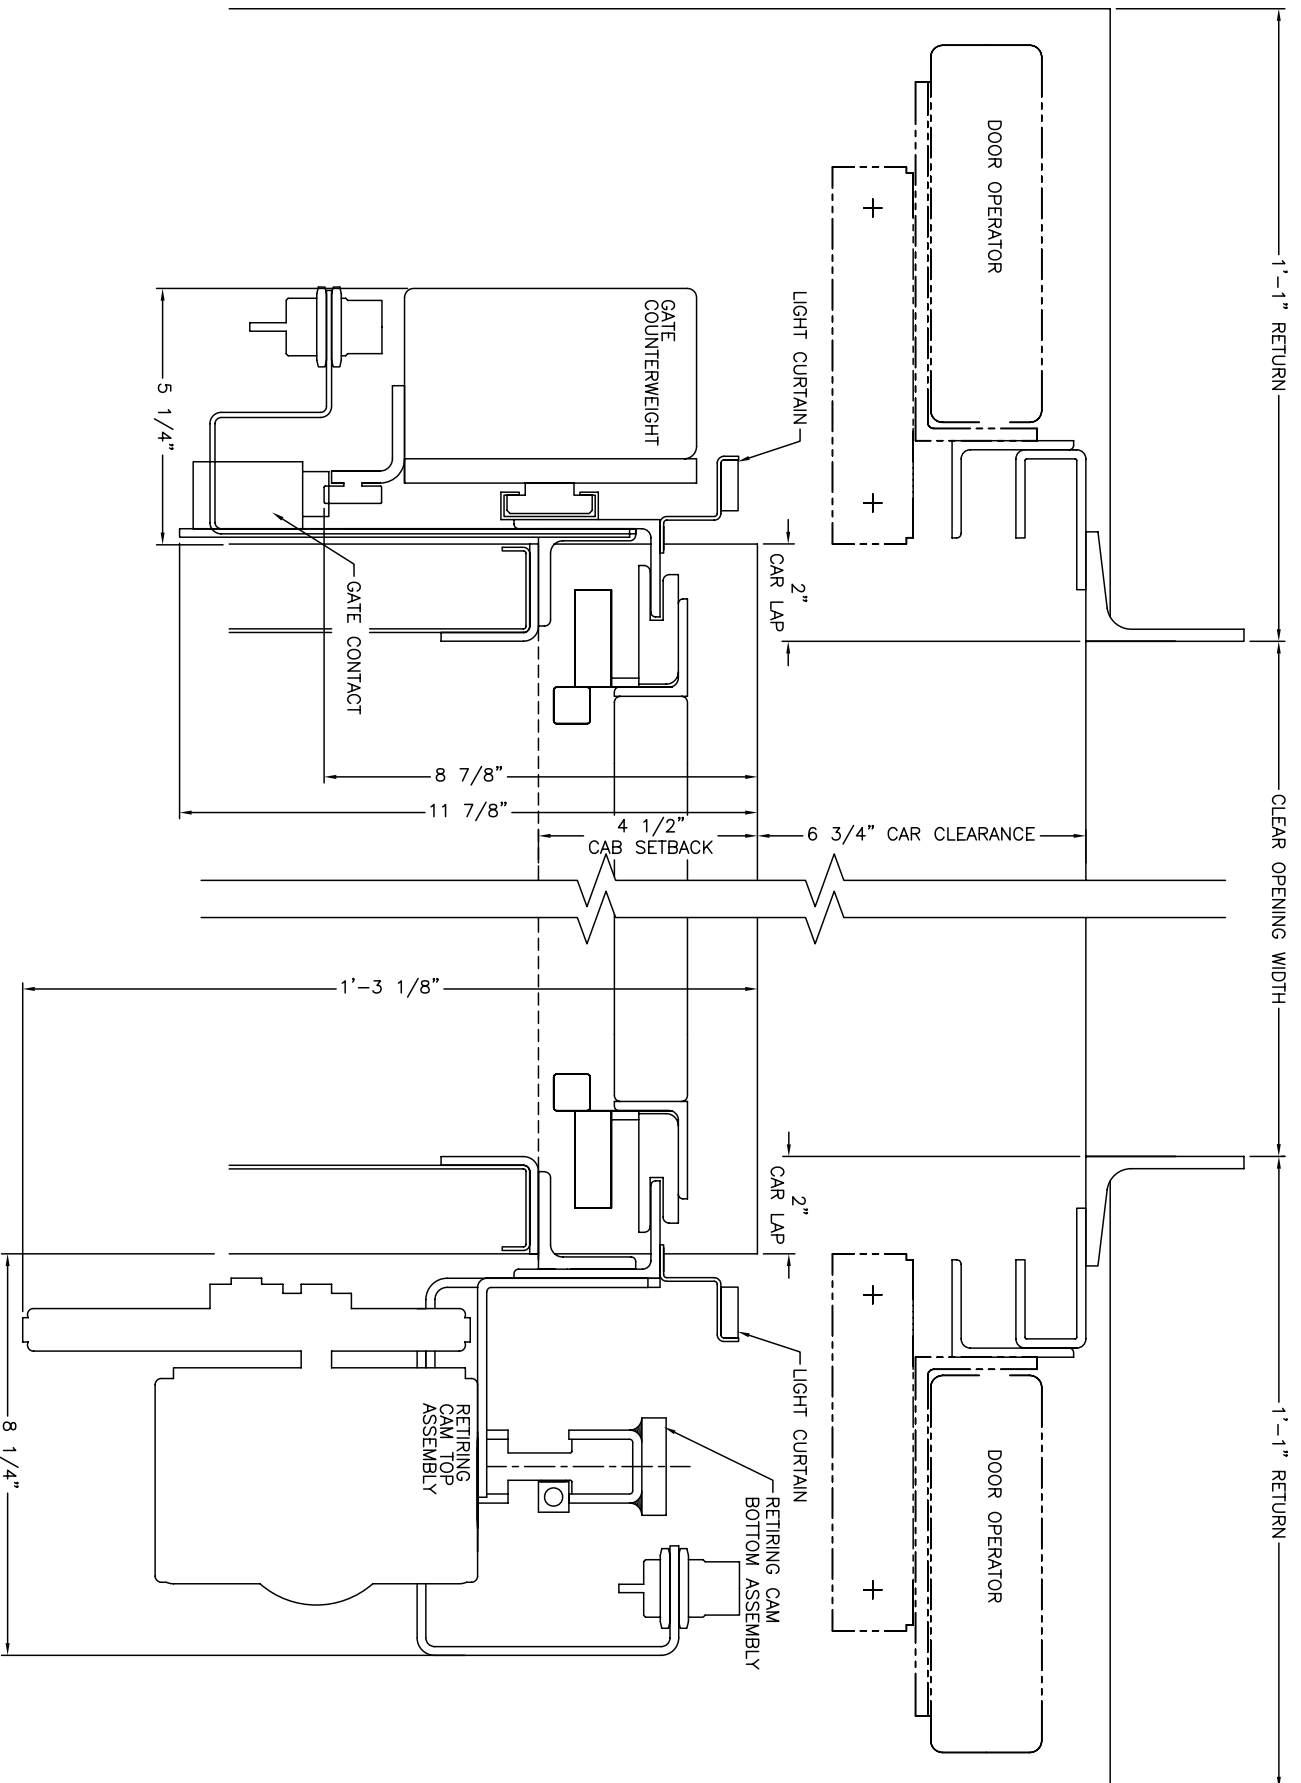 1'-1" RETURN
CLEAR OPENING WIDTH
1'-1" RETURN
DOOR OPERATOR
DOOR OPERATOR
6 3/4" CAR CLEARANCE
LIGHT CURTAIN
2"
CAR LAP
2"
CAR LAP
LIGHT CURTAIN
RETIRING CAM
BOTTOM ASSEMBLY
GATE
COUNTERWEIGHT
4 1/2"
CAB SETBACK
8 7/8"
11 7/8"
1'-3 1/8"
RETIRING
CAM TOP
ASSEMBLY
GATE CONTACT
5 1/4"
8 1/4"